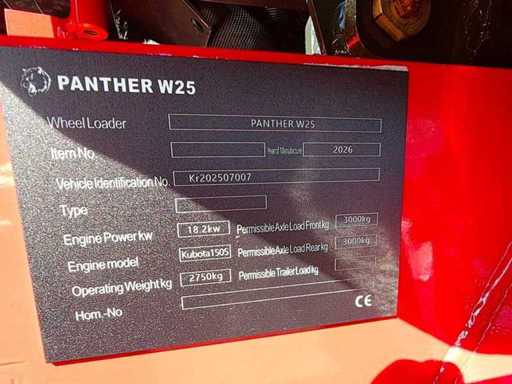 PANTHER W25
Wheel Loader PANTHER W25
Item No. Year of Manufacture 2026
Vehicle Identification No. Kr202507007
Type
Engine Power kw 18.2kw Permissible Axle Load Front kg 3000kg
Engine model Kubota1505 Permissible Axle Load Rear kg 3000kg
Operating Weight kg 2750kg Permissible Trailer Load kg
Hom.-No CE